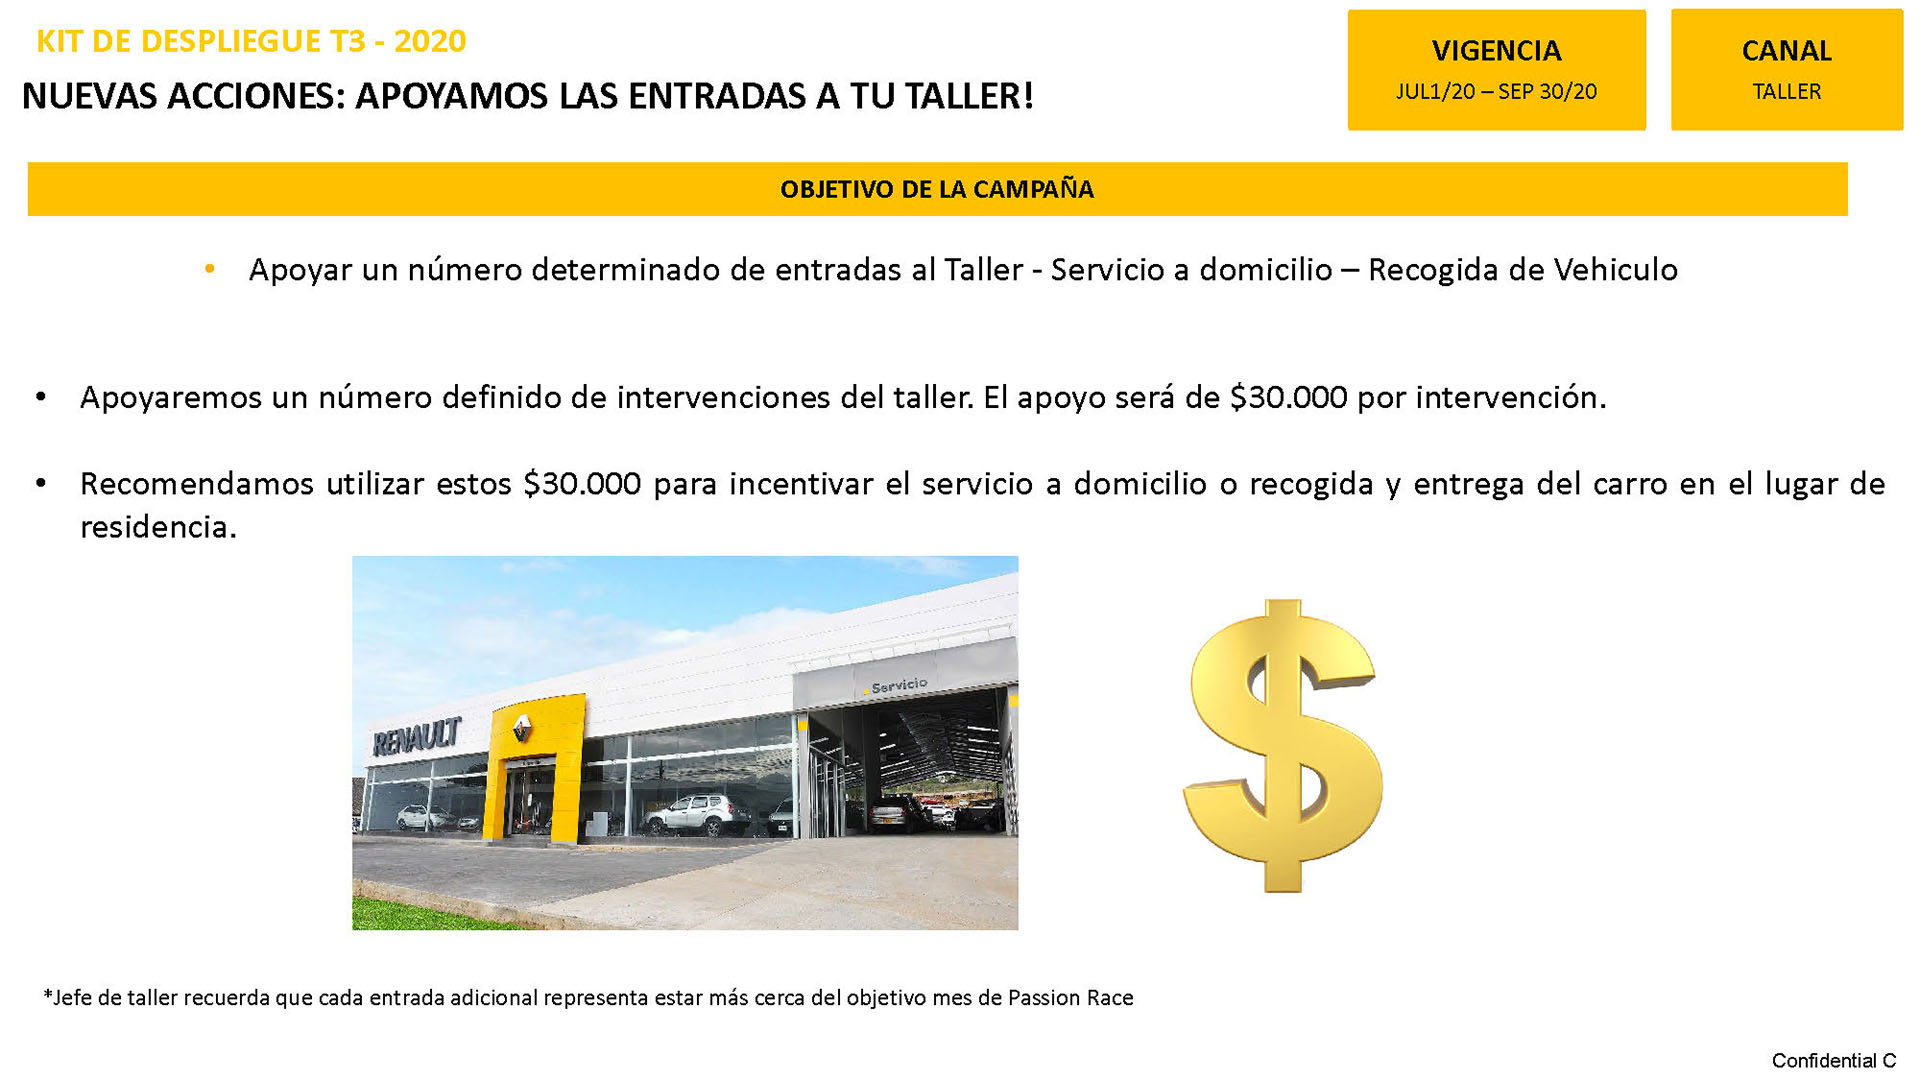 KIT DE DESPLIEGUE T3 - 2020
NUEVAS ACCIONES: APOYAMOS LAS ENTRADAS A TU TALLER!
VIGENCIA
JUL1/20 – SEP 30/20
CANAL
TALLER
OBJETIVO DE LA CAMPAÑA
• Apoyar un número determinado de entradas al Taller - Servicio a domicilio – Recogida de Vehiculo
• Apoyaremos un número definido de intervenciones del taller. El apoyo será de $30.000 por intervención.
• Recomendamos utilizar estos $30.000 para incentivar el servicio a domicilio o recogida y entrega del carro en el lugar de
residencia.
RENAULT
Servicio
$
*Jefe de taller recuerda que cada entrada adicional representa estar más cerca del objetivo mes de Passion Race
Confidential C